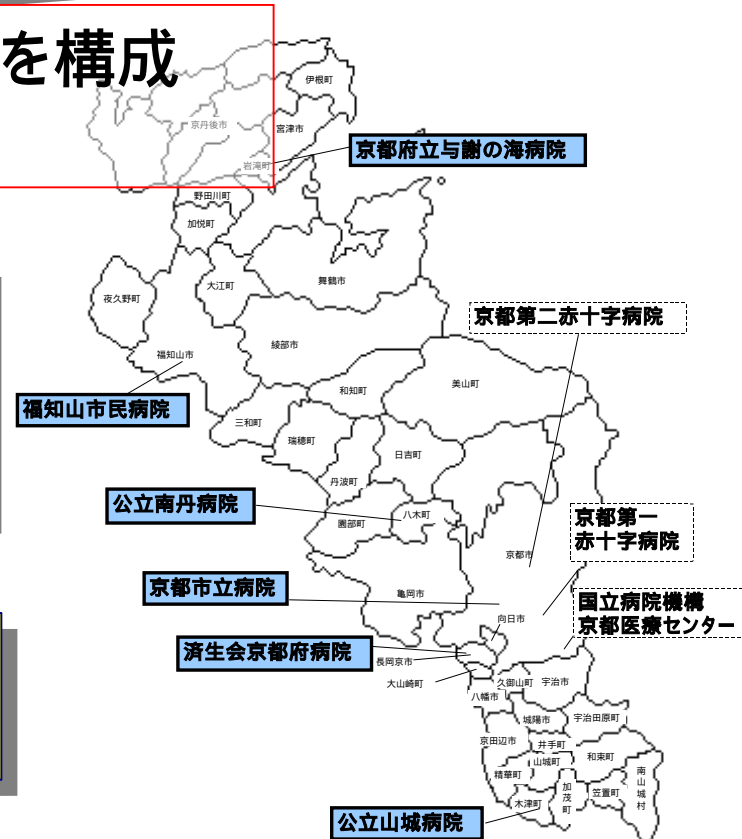 を構成
伊根町
京丹後市
宮津市
京都府立与謝の海病院
岩滝町
野田川町
加悦町
大江町
舞鶴市
夜久野町
京都第二赤十字病院
綾部市
福知山市
和知町
美山町
福知山市民病院
三和町
瑞穂町
日吉町
丹波町
公立南丹病院
八木町
園部町
京都第一
赤十字病院
京都市
京都市立病院
亀岡市
国立病院機構
京都医療センター
向日市
済生会京都府病院
長岡京市
大山崎町
久御山町
宇治市
八幡市
城陽市
宇治田原町
京田辺市
井手町
山城町
和束町
精華町
南山城村
加茂町
笠置町
木津町
公立山城病院